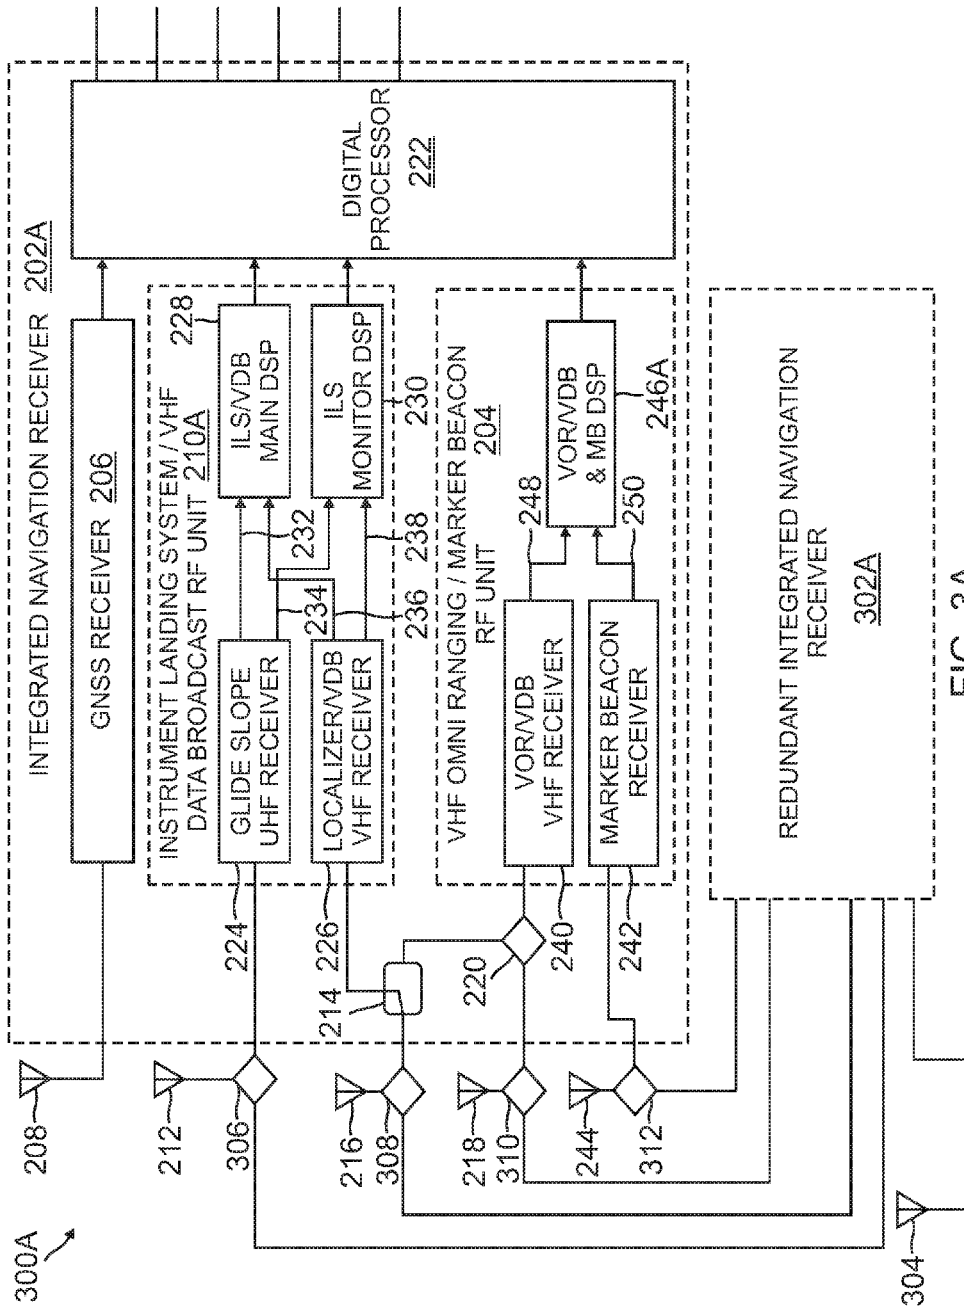 300A
208
212
306
216
308
218
310
244
312
304
INTEGRATED NAVIGATION RECEIVER 202A
GNSS RECEIVER 206
INSTRUMENT LANDING SYSTEM / VHF
DATA BROADCAST RF UNIT 210A
GLIDE SLOPE
UHF RECEIVER
LOCALIZER/VDB
VHF RECEIVER
224
226
214
232
234
236
238
ILS/VDB
MAIN DSP
228
ILS
MONITOR DSP
230
VHF OMNI RANGING / MARKER BEACON
RF UNIT
204
VOR/VDB
VHF RECEIVER
MARKER BEACON
RECEIVER
220
240
242
248
250
VOR/VDB
& MB DSP
246A
DIGITAL
PROCESSOR
222
REDUNDANT INTEGRATED NAVIGATION
RECEIVER
302A